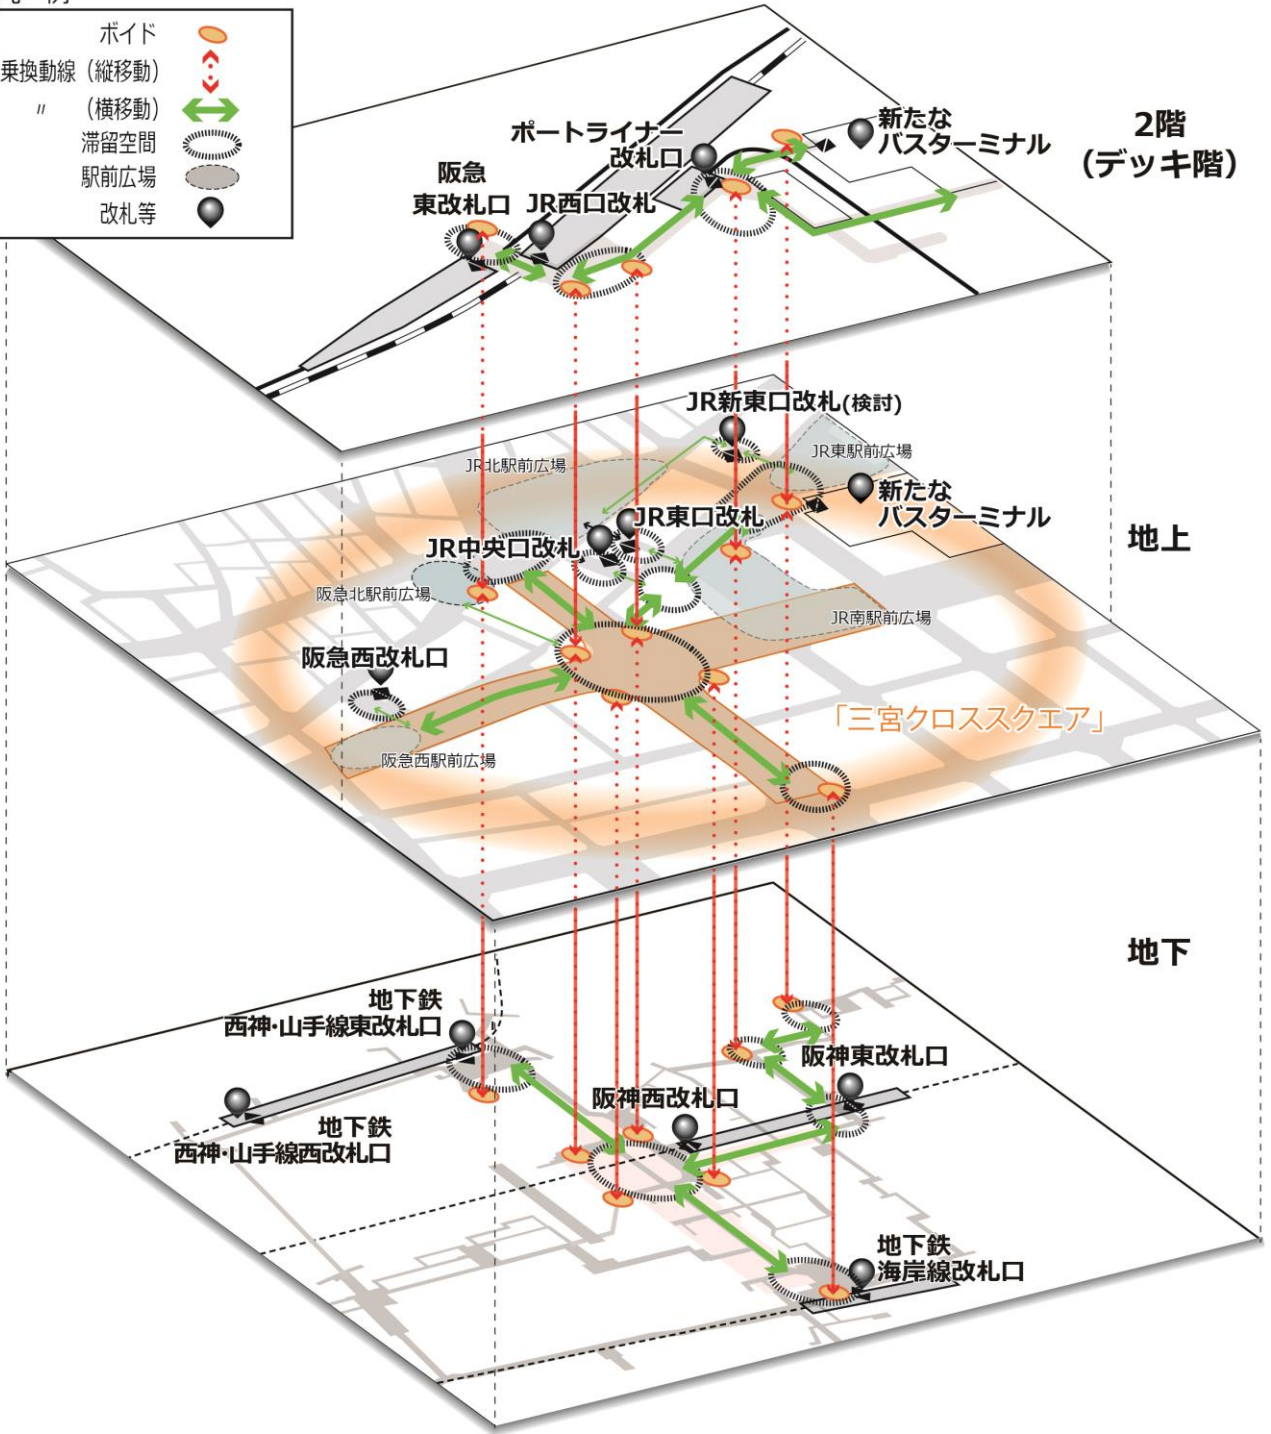 ボイド
乗換動線（縦移動）
〃（横移動）
滞留空間
駅前広場
改札等
2階
（デッキ階）
新たな
バスターミナル
ポートライナー
改札口
阪急
東改札口
JR西口改札
JR新東口改札(検討)
JR東駅前広場
JR北駅前広場
新たな
バスターミナル
JR東口改札
地上
JR中央口改札
阪急北駅前広場
JR南駅前広場
阪急西改札口
「三宮クロススクエア」
阪急西駅前広場
地下
地下鉄
西神・山手線東改札口
阪神東改札口
阪神西改札口
地下鉄
西神・山手線西改札口
地下鉄
海岸線改札口